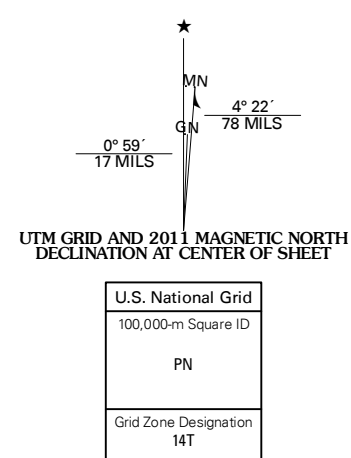 ★
MN
4° 22´
78 MILS
GN
0° 59´
17 MILS
UTM GRID AND 2011 MAGNETIC NORTH
DECLINATION AT CENTER OF SHEET
U.S. National Grid
100,000-m Square ID
PN
Grid Zone Designation
14T